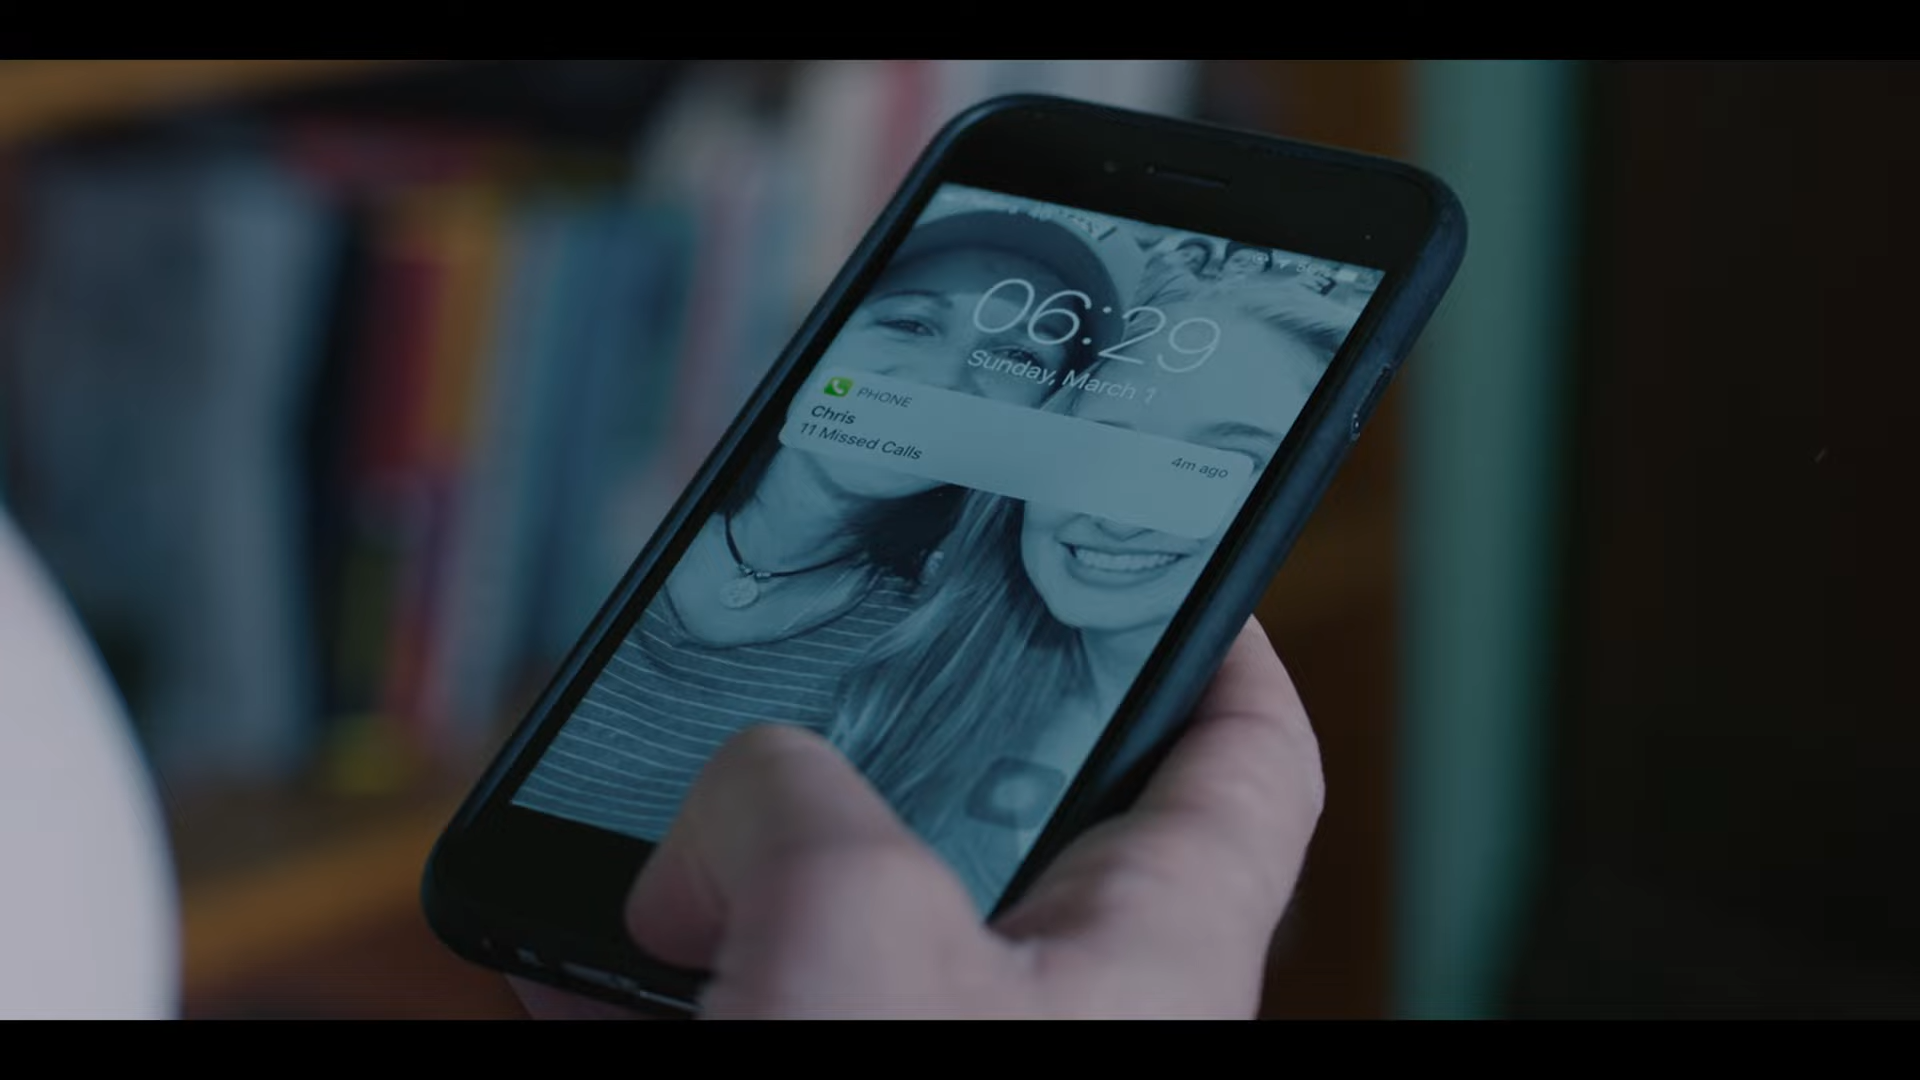 06:29
Sunday, March 1
PHONE
Chris
11 Missed Calls
4m ago